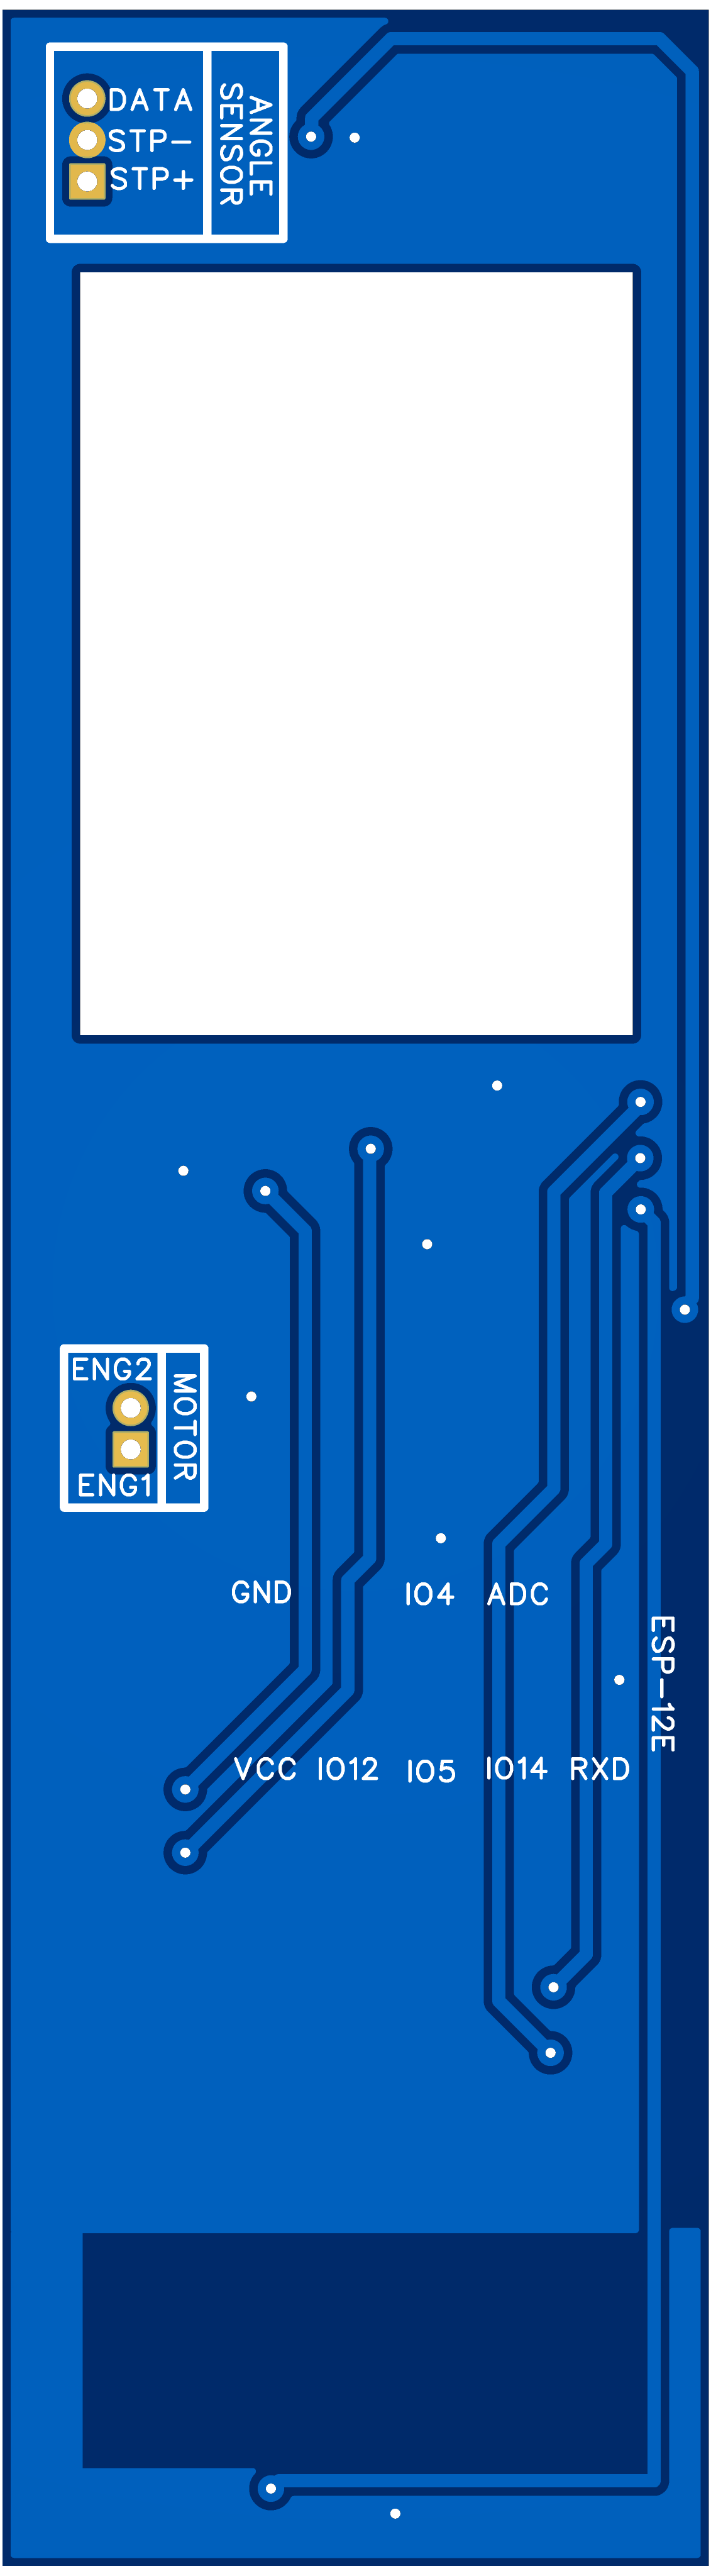 DATA
STP-
STP+
ANGLE
SENSOR
ENG2
ENG1
MOTOR
GND
IO4
ADC
ESP-12E
VCC
IO12
IO5
IO14
RXD